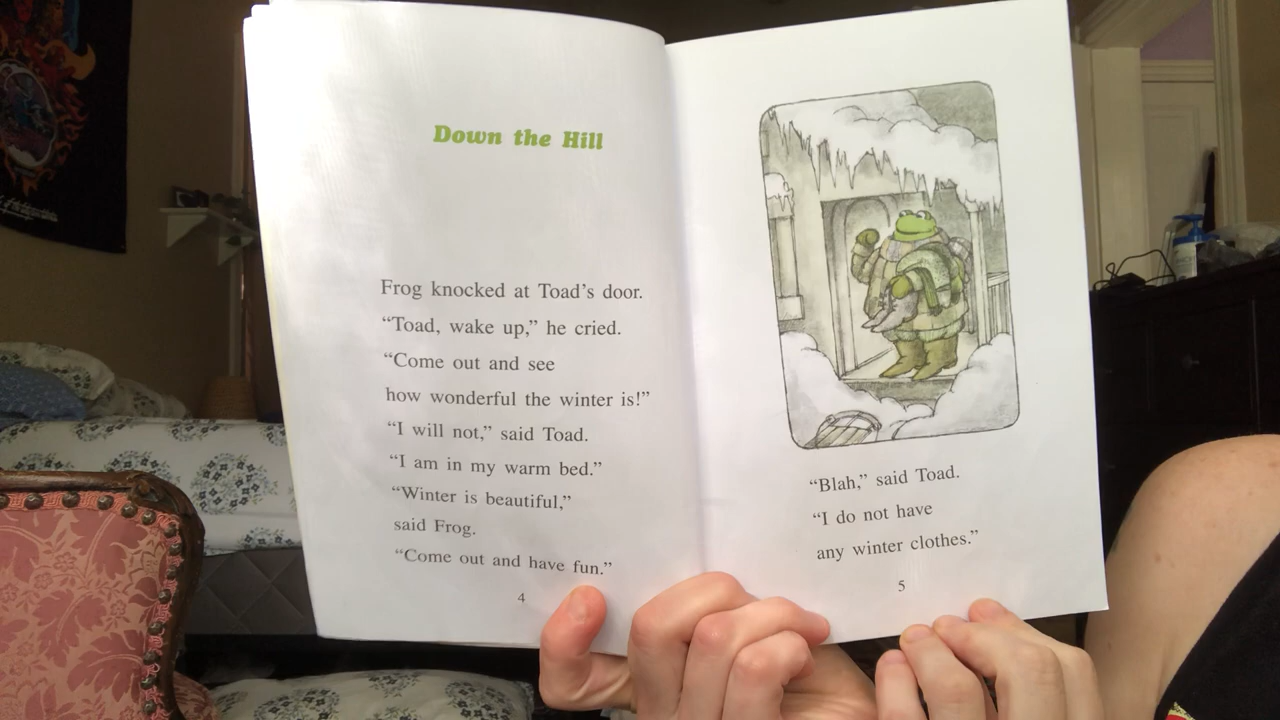 Down the Hill
Frog knocked at Toad's door.
“Toad, wake up,” he cried.
“Come out and see
how wonderful the winter is!”
“I will not,” said Toad.
“I am in my warm bed.”
“Winter is beautiful,”
said Frog.
“Come out and have fun.”
4
“Blah,” said Toad.
“I do not have
any winter clothes.”
5